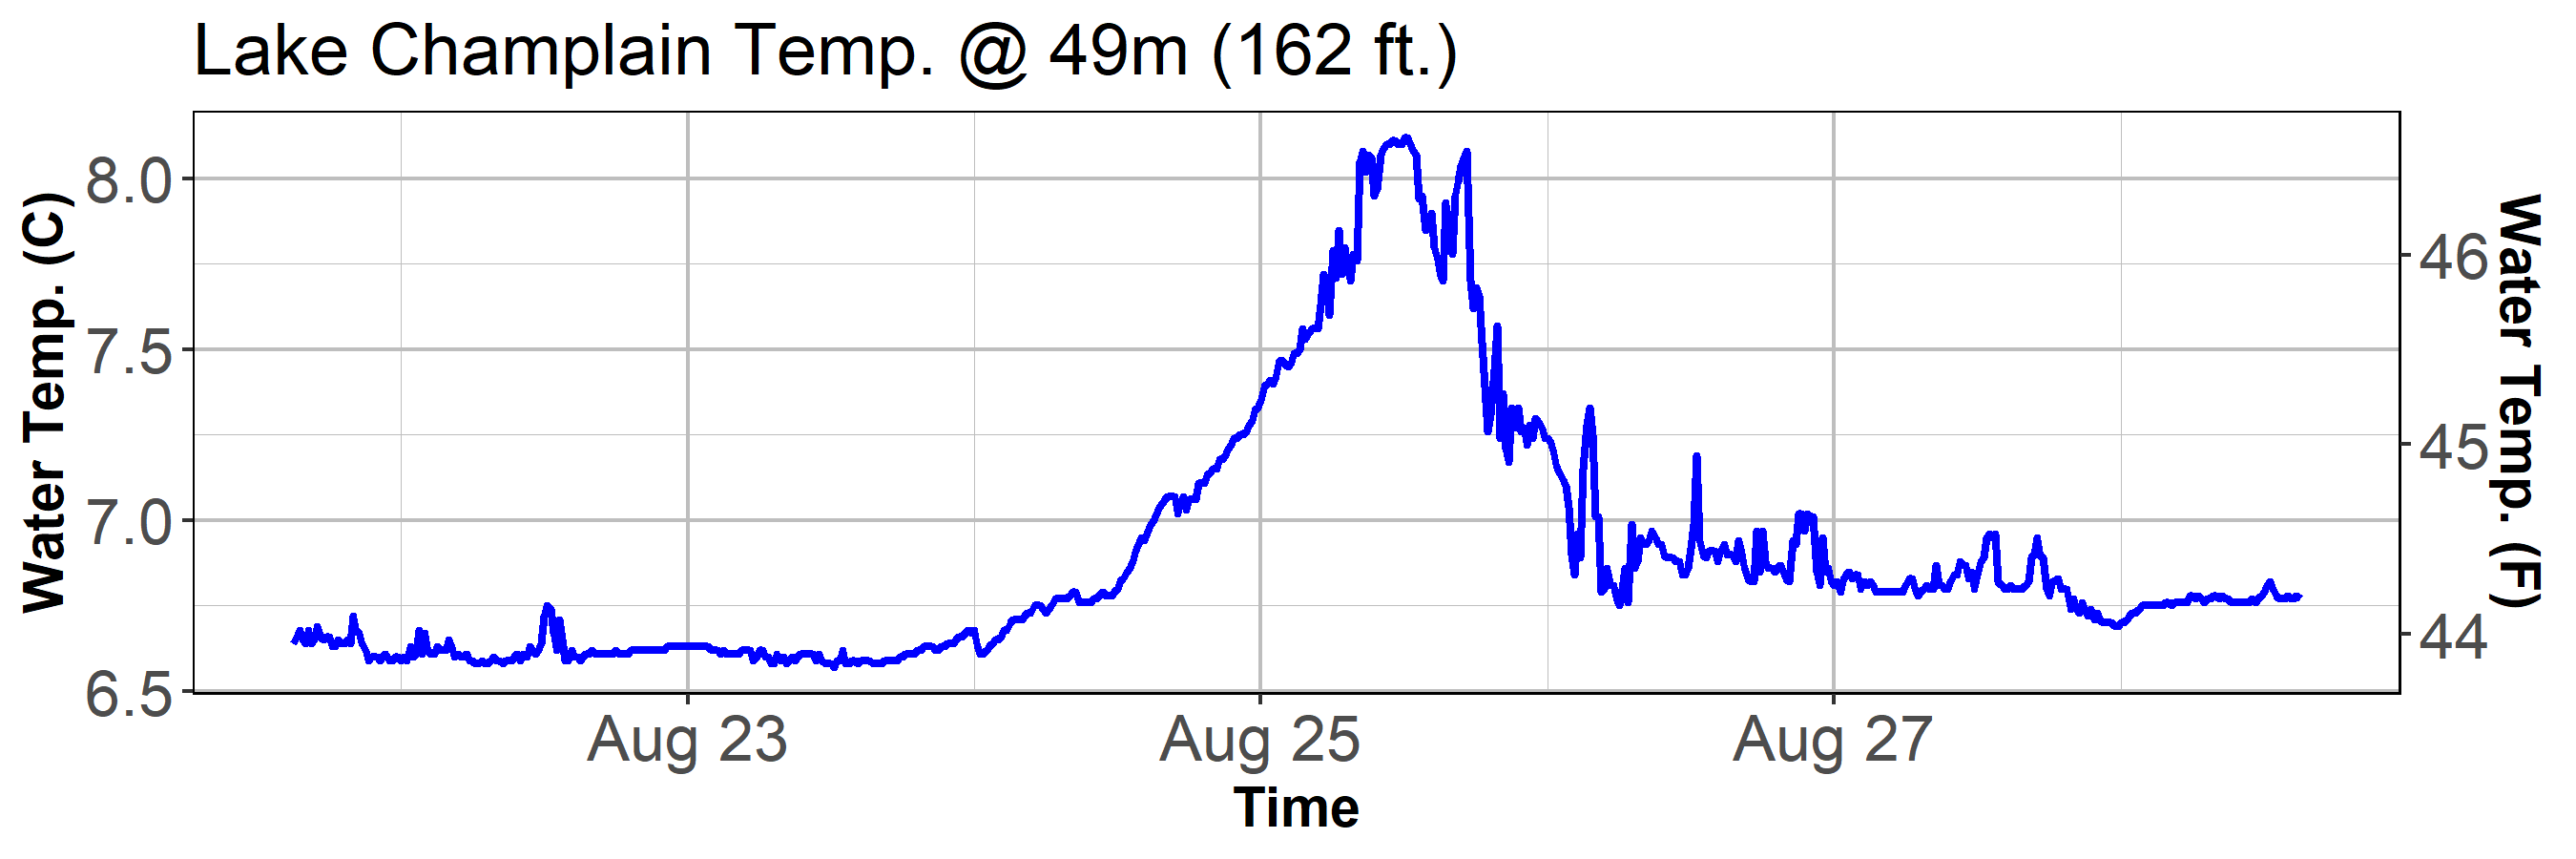 Lake Champlain Temp. @ 49m (162 ft.)
Water Temp. (C)
8.0
7.5
7.0
6.5
46
45
44
Water Temp. (F)
Aug 23 Aug 25 Aug 27
Time